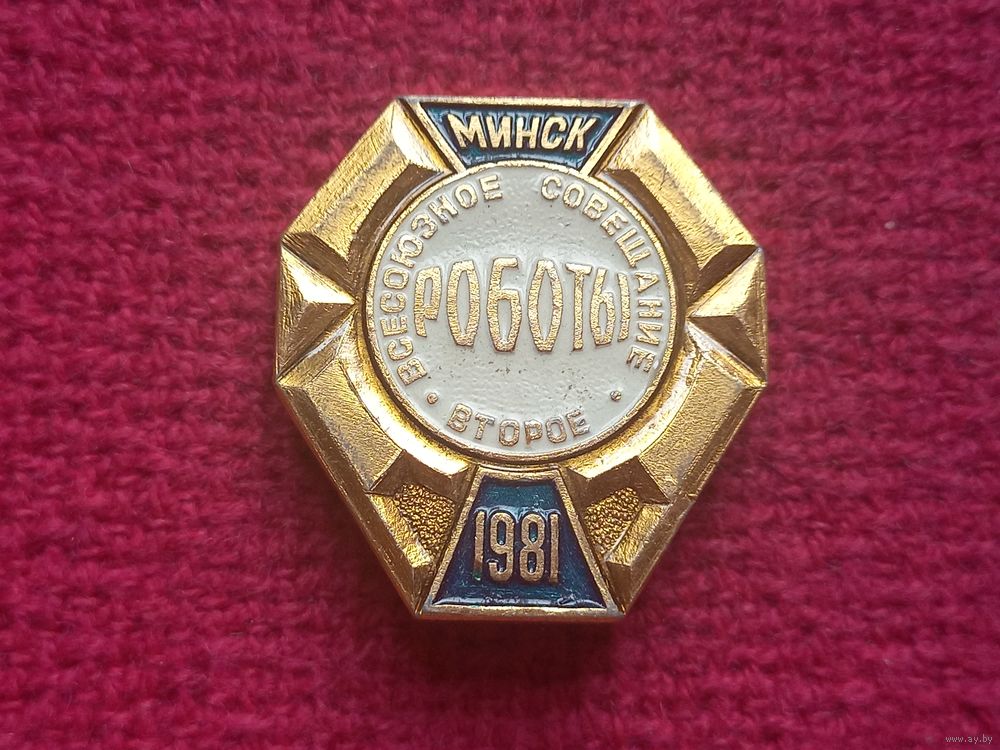 МИНСК
ВСЕСОЮЗНОЕ СОВЕЩАНИЕ
РОБОТЫ
• ВТОРОЕ •
1981
www.ay.by